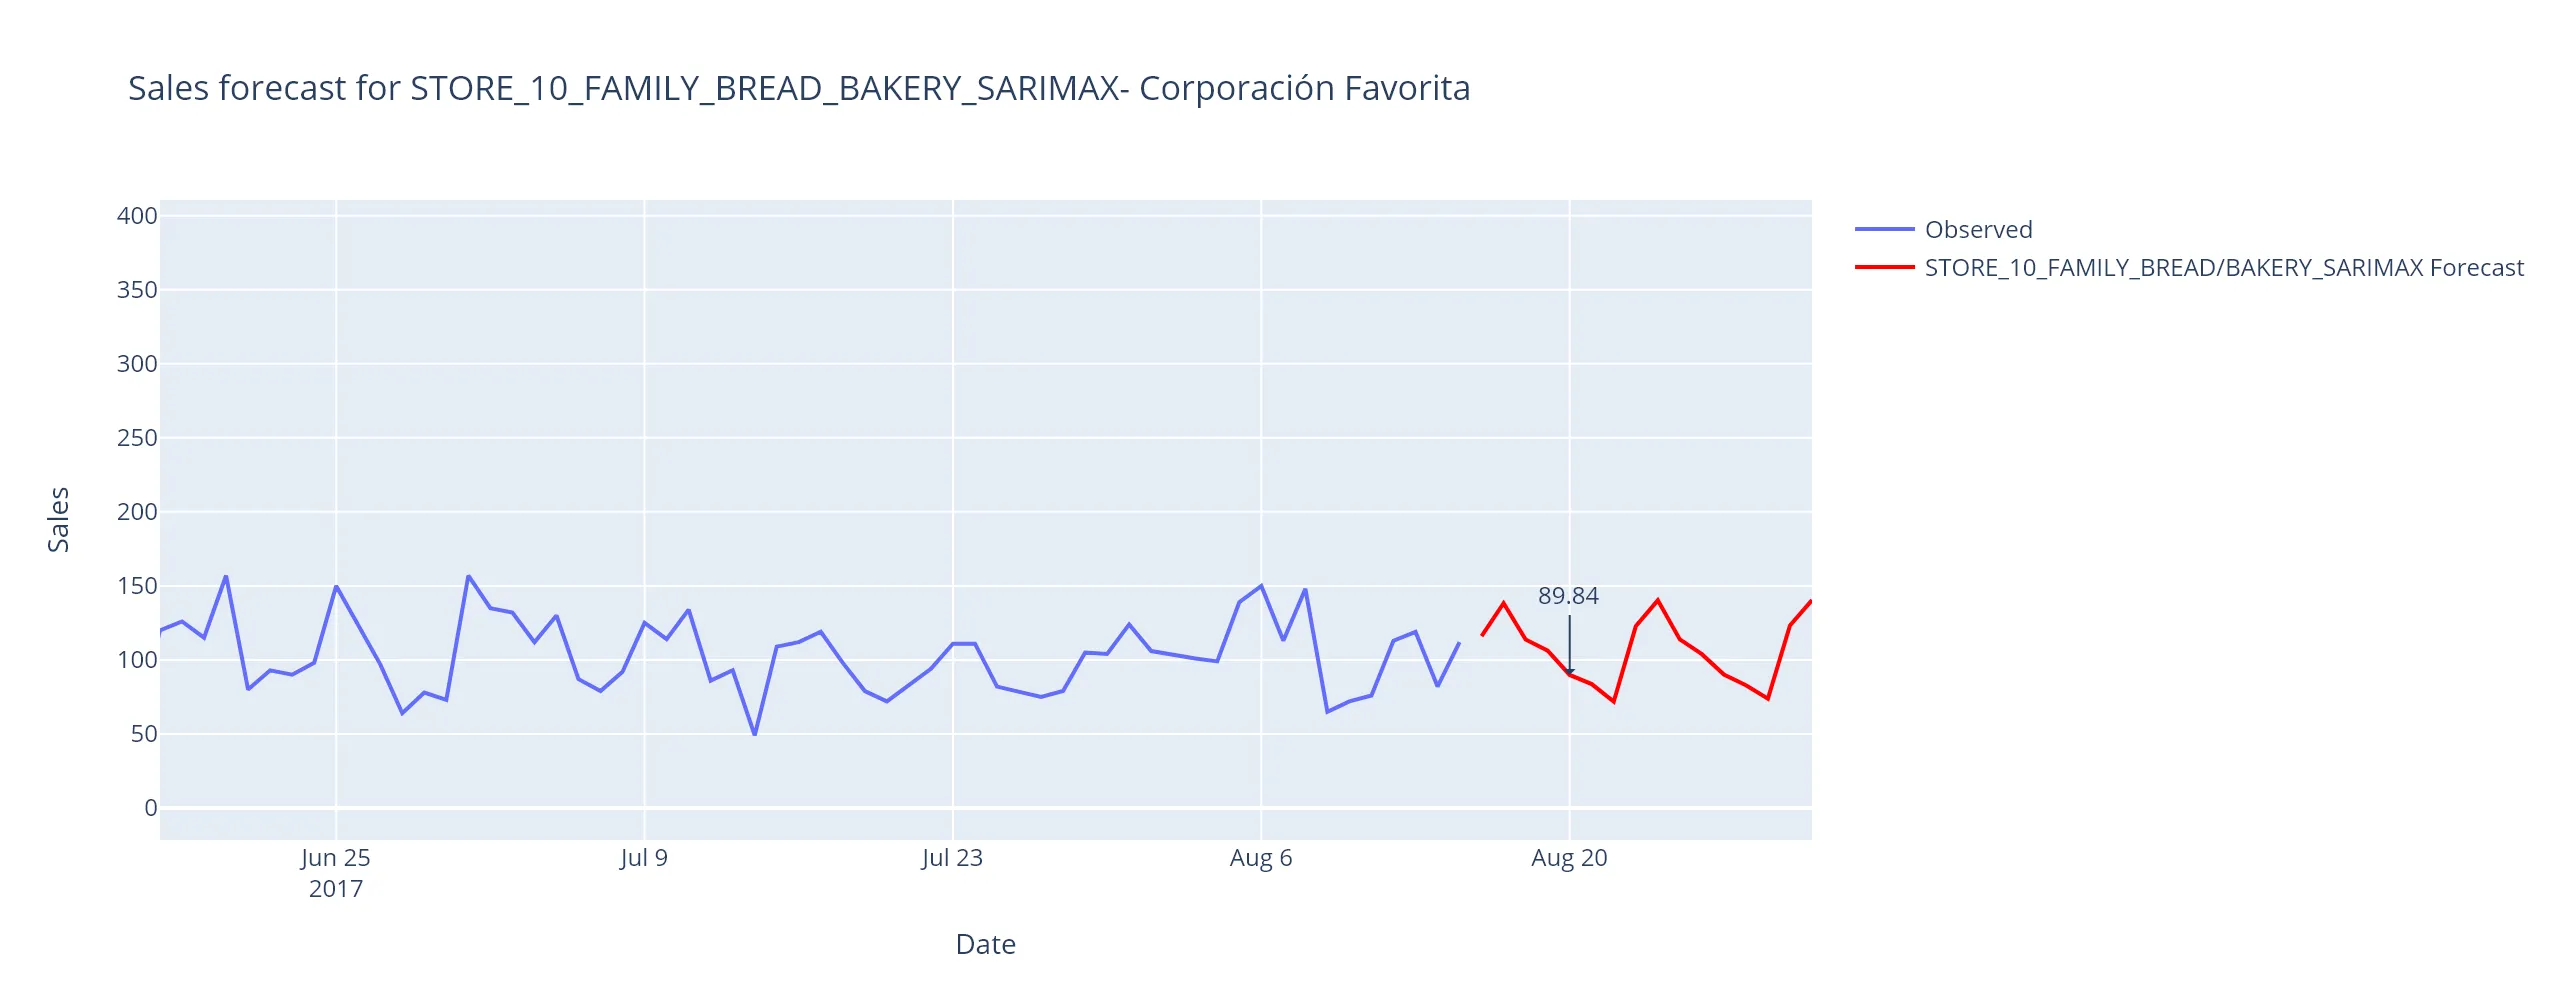 Sales forecast for STORE_10_FAMILY_BREAD_BAKERY_SARIMAX- Corporación Favorita
Observed
STORE_10_FAMILY_BREAD/BAKERY_SARIMAX Forecast
400
350
300
250
200
150
100
50
0
Sales
89.84
Jun 25
2017
Jul 9
Jul 23
Aug 6
Aug 20
Date